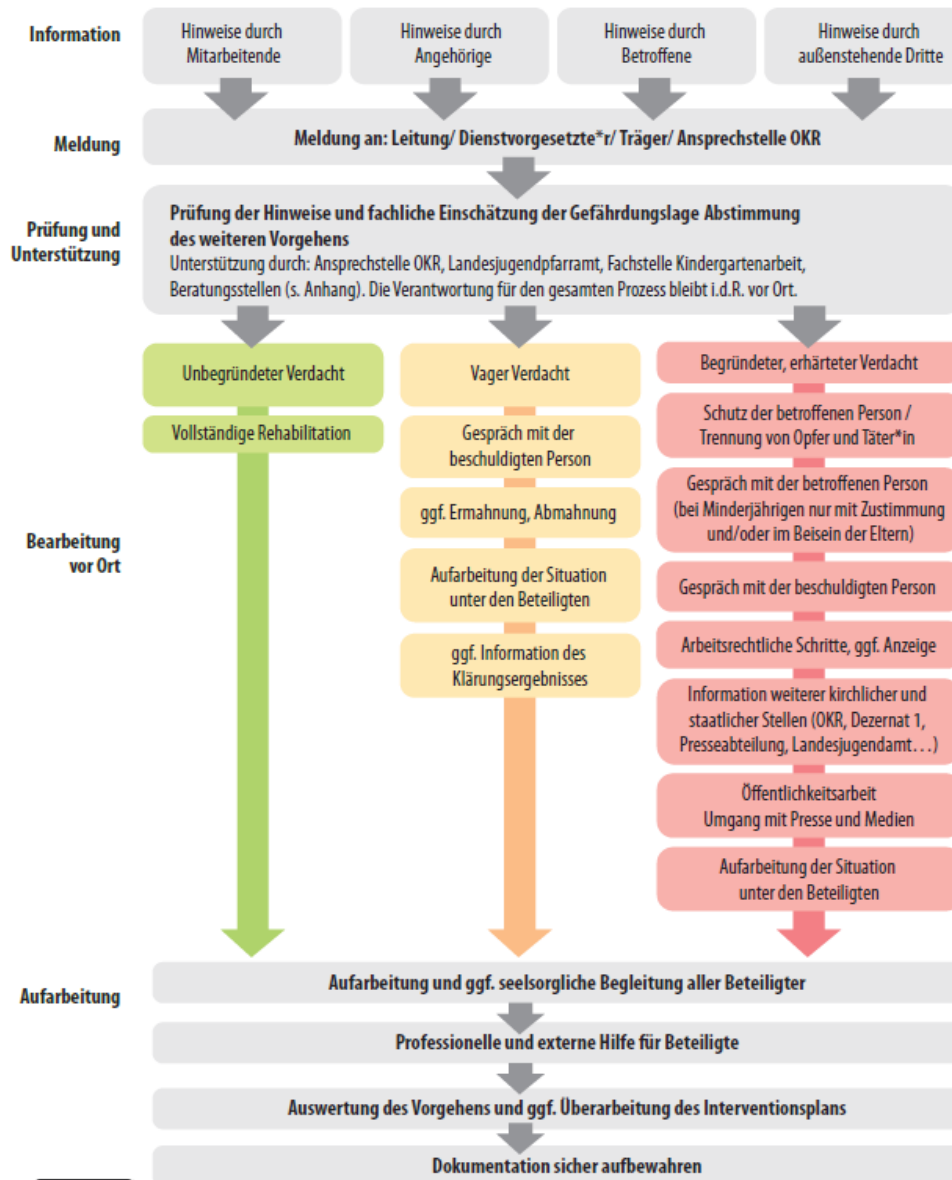 Information
Hinweise durch
Mitarbeitende
Hinweise durch
Angehörige
Hinweise durch
Betroffene
Hinweise durch
außenstehende Dritte
Meldung
Meldung an: Leitung/ Dienstvorgesetzte*r/ Träger/ Ansprechstelle OKR
Prüfung und
Unterstützung
Prüfung der Hinweise und fachliche Einschätzung der Gefährdungslage Abstimmung
des weiteren Vorgehens
Unterstützung durch: Ansprechstelle OKR, Landesjugendpfarramt, Fachstelle Kindergartenarbeit,
Beratungsstellen (s. Anhang). Die Verantwortung für den gesamten Prozess bleibt i.d.R. vor Ort.
Bearbeitung
vor Ort
Unbegründeter Verdacht
Vollständige Rehabilitation
Vager Verdacht
Gespräch mit der
beschuldigten Person
ggf. Ermahnung, Abmahnung
Aufarbeitung der Situation
unter den Beteiligten
ggf. Information des
Klärungsergebnisses
Begründeter, erhärteter Verdacht
Schutz der betroffenen Person /
Trennung von Opfer und Täter*in
Gespräch mit der betroffenen Person
(bei Minderjährigen nur mit Zustimmung
und/oder im Beisein der Eltern)
Gespräch mit der beschuldigten Person
Arbeitsrechtliche Schritte, ggf. Anzeige
Information weiterer kirchlicher und
staatlicher Stellen (OKR, Dezernat 1,
Presseabteilung, Landesjugendamt…)
Öffentlichkeitsarbeit
Umgang mit Presse und Medien
Aufarbeitung der Situation
unter den Beteiligten
Aufarbeitung
Aufarbeitung und ggf. seelsorgliche Begleitung aller Beteiligter
Professionelle und externe Hilfe für Beteiligte
Auswertung des Vorgehens und ggf. Überarbeitung des Interventionsplans
Dokumentation sicher aufbewahren